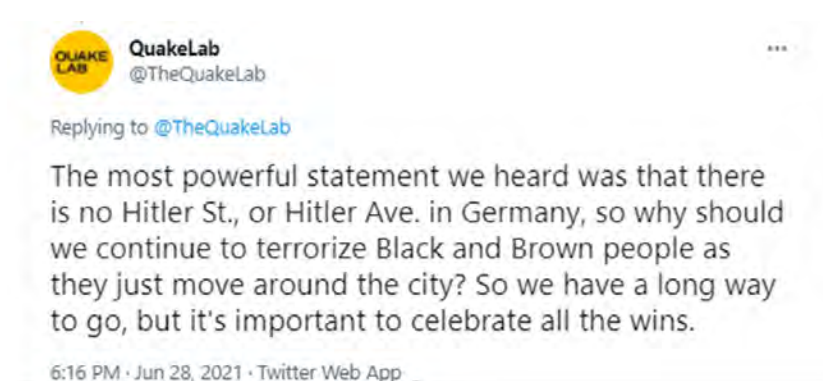 QUAKE
LAB
QuakeLab
@TheQuakeLab
...
Replying to @TheQuakeLab
The most powerful statement we heard was that there
is no Hitler St., or Hitler Ave. in Germany, so why should
we continue to terrorize Black and Brown people as
they just move around the city? So we have a long way
to go, but it's important to celebrate all the wins.
6:16 PM · Jun 28, 2021 · Twitter Web App